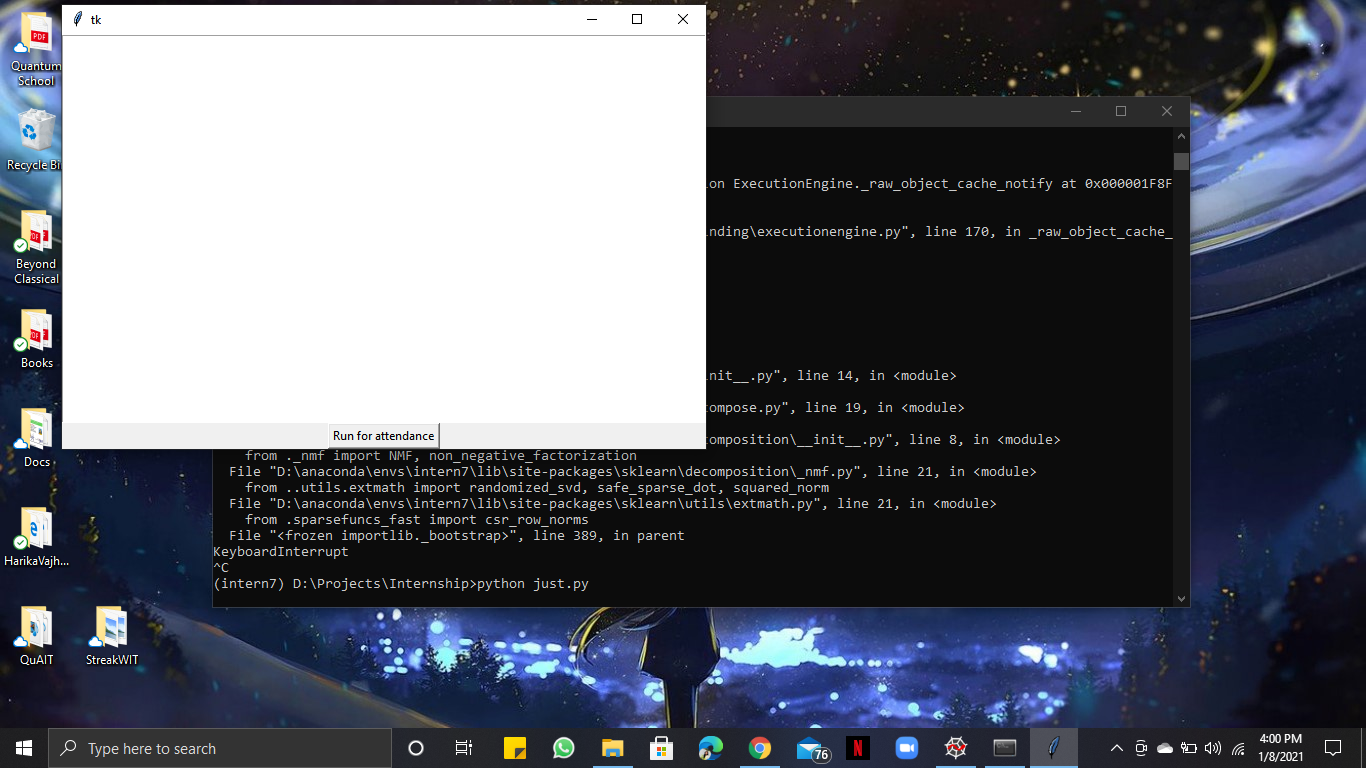 tk
Run for attendance
Quantum
School
Recycle Bi
Beyond
Classical
Books
Docs
HarikaVajh...
QuAIT
StreakWIT
on ExecutionEngine._raw_object_cache_notify at 0x000001F8F
nding\executionengine.py", line 170, in _raw_object_cache_
init__.py", line 14, in <module>
compose.py", line 19, in <module>
composition\__init__.py", line 8, in <module>
from ._nmf import NMF, non_negative_factorization
File "D:\anaconda\envs\intern7\lib\site-packages\sklearn\decomposition\_nmf.py", line 21, in <module>
from ..utils.extmath import randomized_svd, safe_sparse_dot, squared_norm
File "D:\anaconda\envs\intern7\lib\site-packages\sklearn\utils\extmath.py", line 21, in <module>
from .sparsefuncs_fast import csr_row_norms
File "<frozen importlib._bootstrap>", line 389, in parent
KeyboardInterrupt
^C
(intern7) D:\Projects\Internship>python just.py
Type here to search
76
N
4:00 PM
1/8/2021